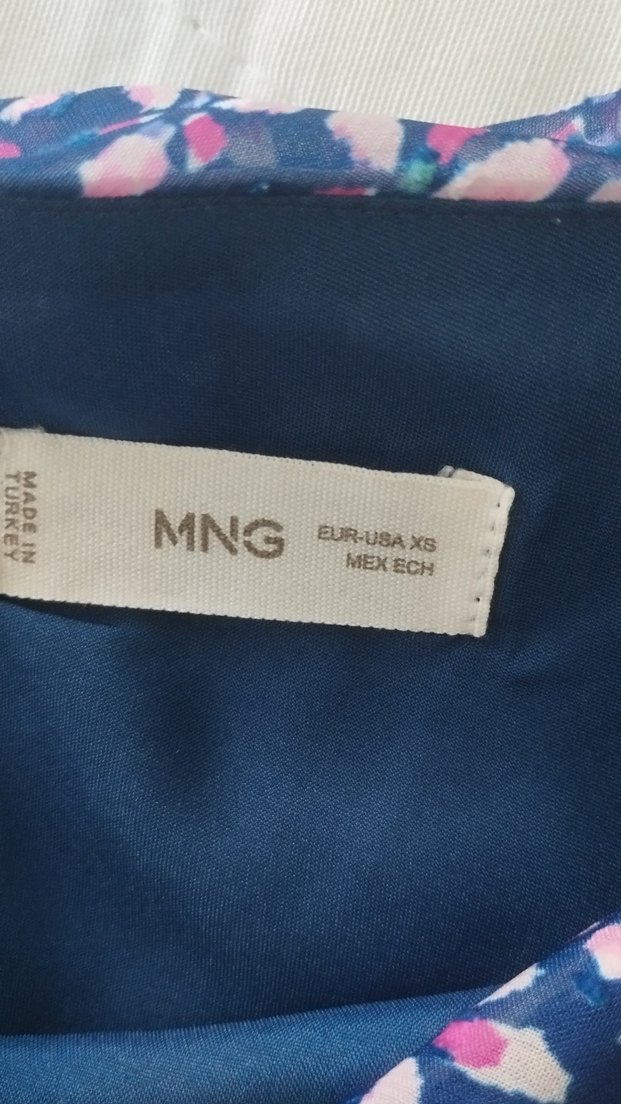 MADE IN
TURKEY
MNG
EUR-USA XS
MEX ECH